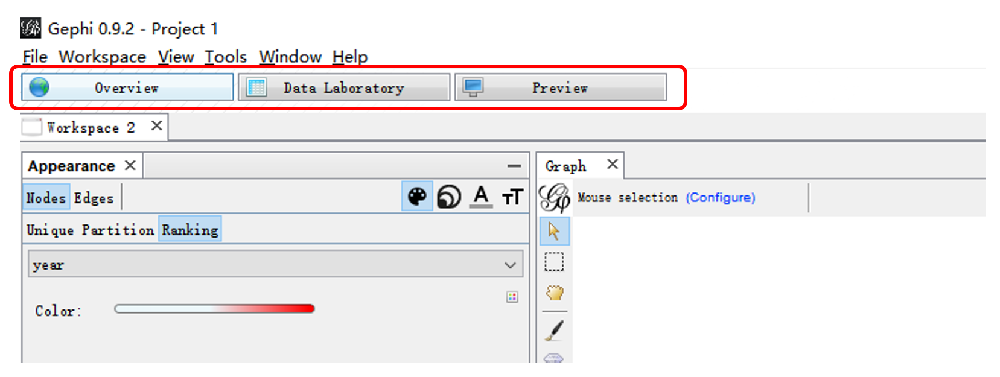 Gephi 0.9.2 - Project 1
File Workspace View Tools Window Help
Overview Data Laboratory Preview
Workspace 2
Appearance Graph
Nodes Edges A TT Mouse selection (Configure)
Unique Partition Ranking
year
Color: